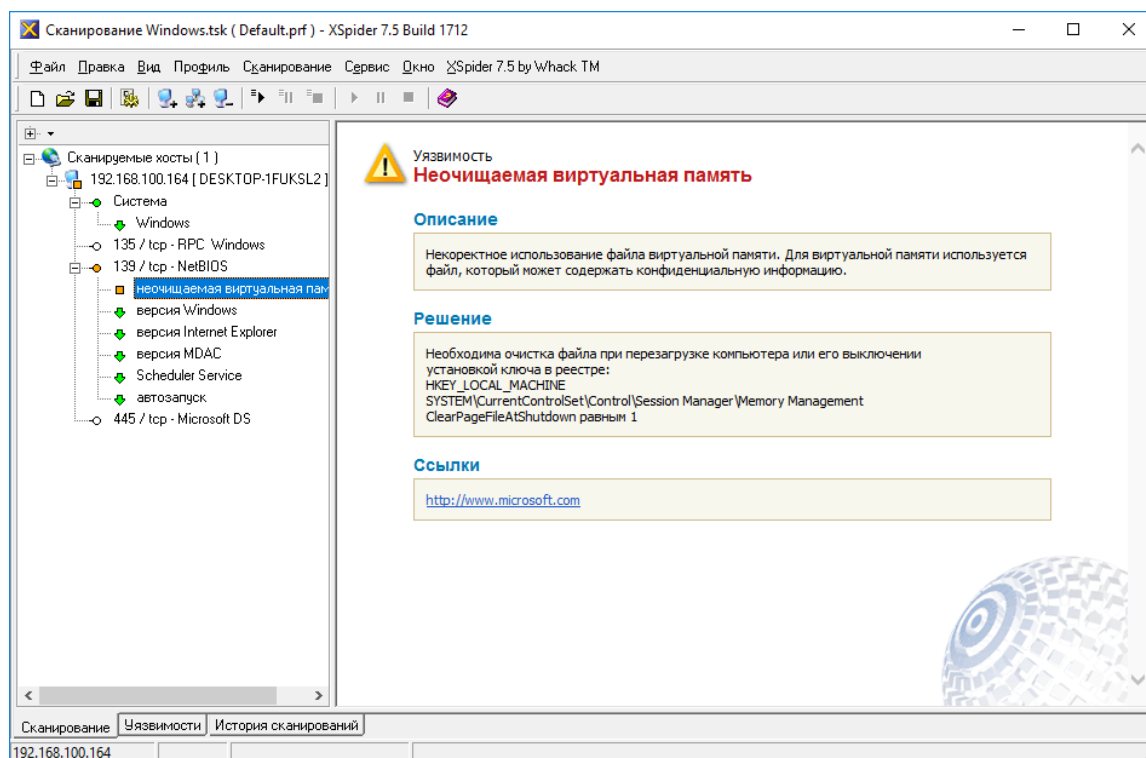 Сканирование Windows.tsk ( Default.prf ) - XSpider 7.5 Build 1712
Файл Правка Вид Профиль Сканирование Сервис Окно XSpider 7.5 by Whack TM
Сканируемые хосты ( 1 )
192.168.100.164 [ DESKTOP-1FUKSL2 ]
Система
Windows
135 / tcp - RPC Windows
139 / tcp - NetBIOS
неочищаемая виртуальная пам
версия Windows
версия Internet Explorer
версия MDAC
Scheduler Service
автозапуск
445 / tcp - Microsoft DS
Уязвимость
Неочищаемая виртуальная память
Описание
Некоректное использование файла виртуальной памяти. Для виртуальной памяти используется
файл, который может содержать конфиденциальную информацию.
Решение
Необходима очистка файла при перезагрузке компьютера или его выключении
установкой ключа в реестре:
HKEY_LOCAL_MACHINE
SYSTEM\CurrentControlSet\Control\Session Manager\Memory Management
ClearPageFileAtShutdown равным 1
Ссылки
http://www.microsoft.com
Сканирование Уязвимости История сканирований
192.168.100.164